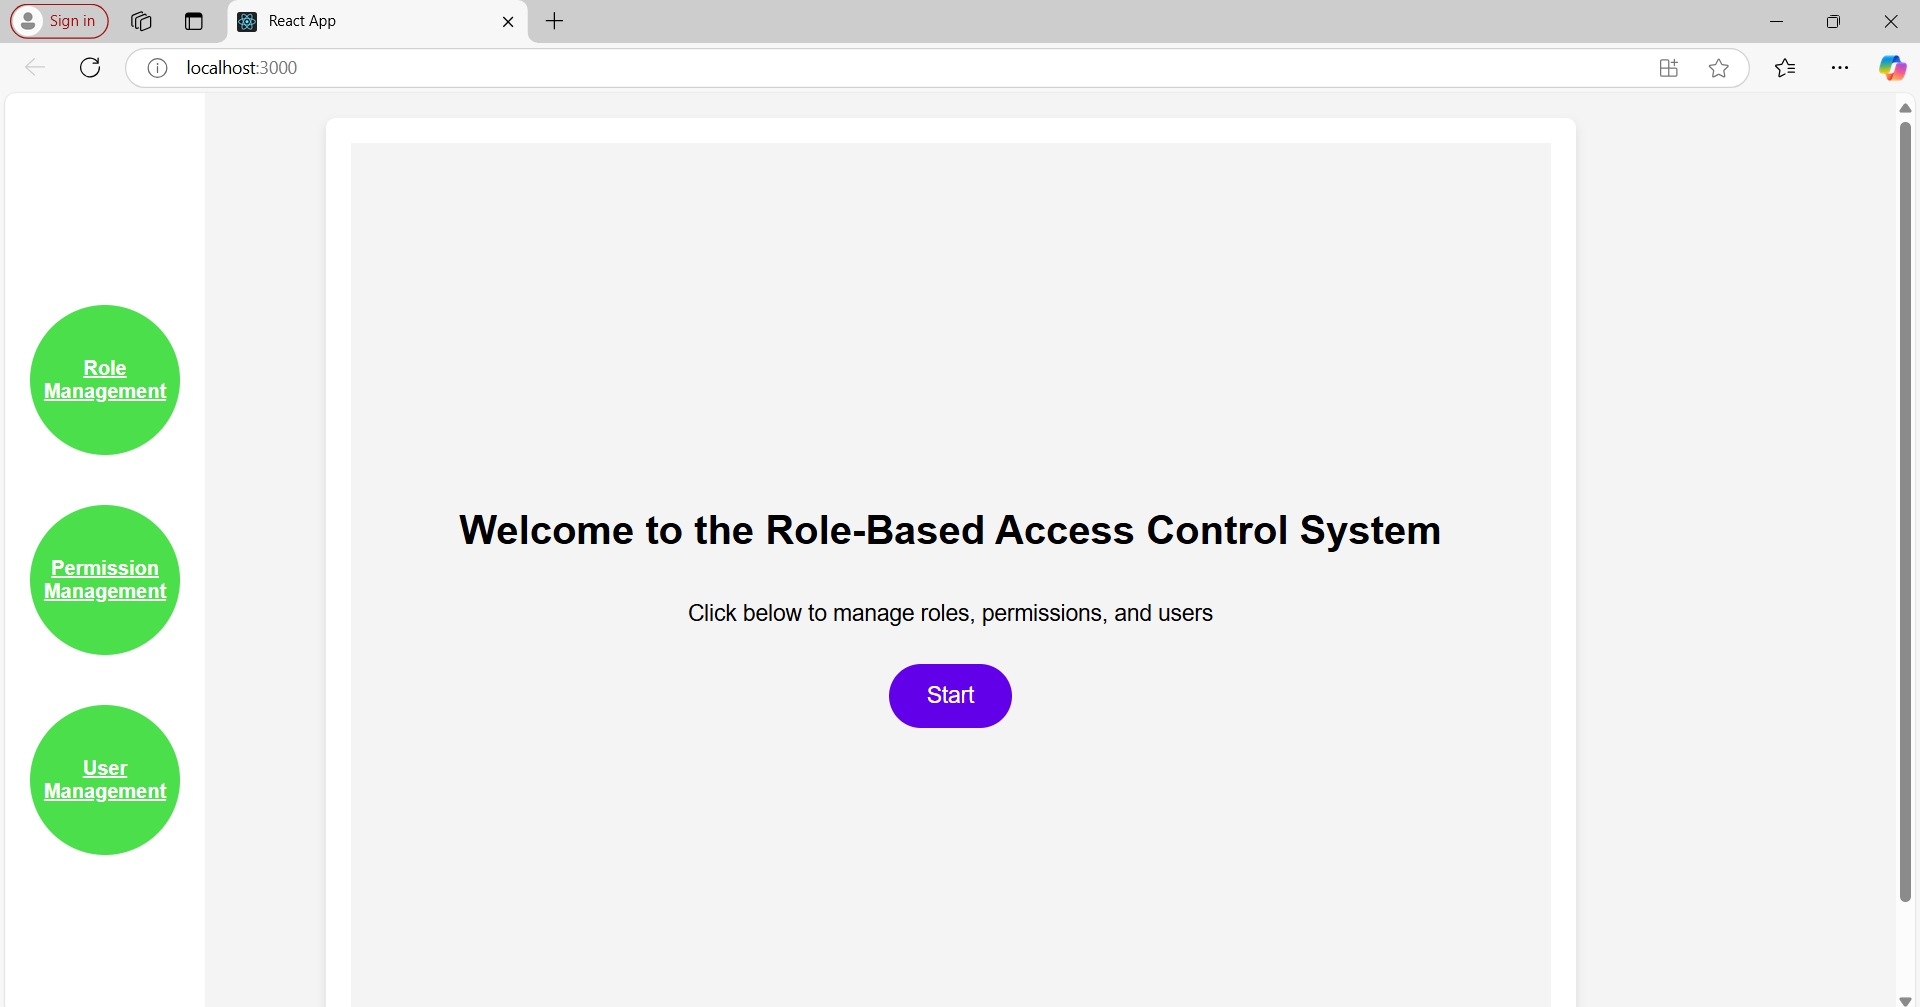 Sign in
React App
localhost:3000
Role
Management
Permission
Management
User
Management
Welcome to the Role-Based Access Control System
Click below to manage roles, permissions, and users
Start